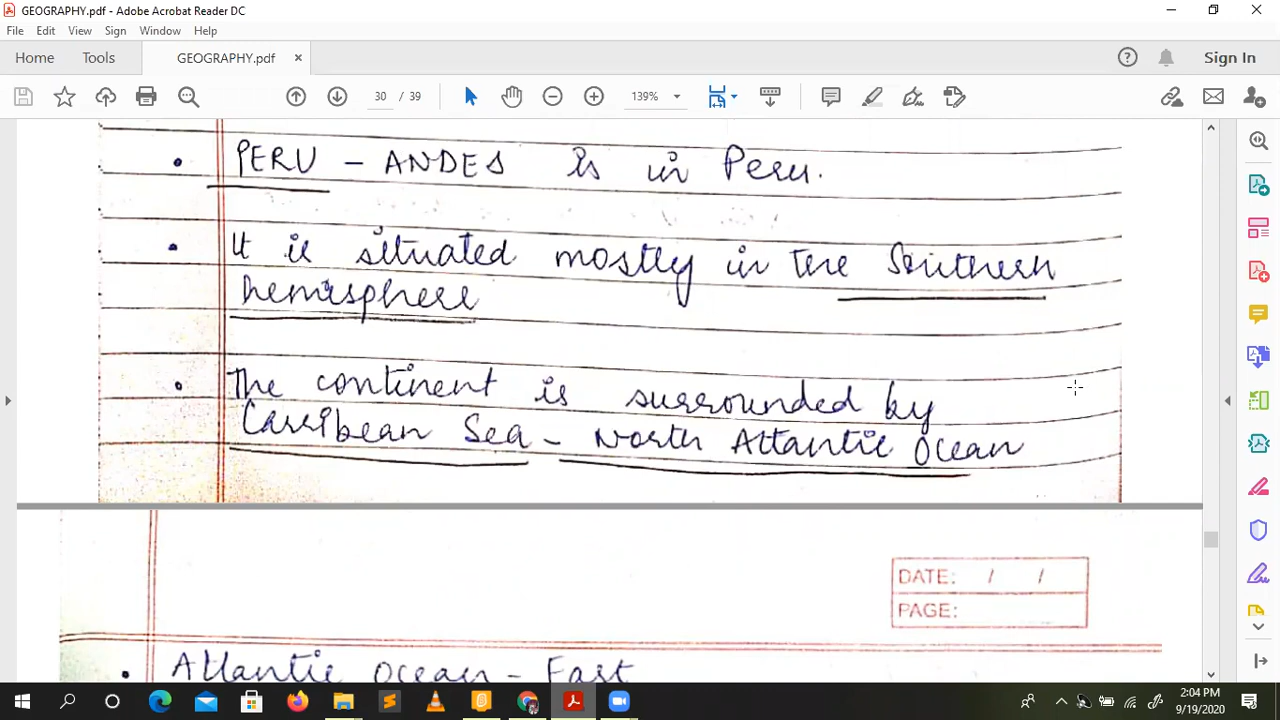 GEOGRAPHY.pdf - Adobe Acrobat Reader DC
File Edit View Sign Window Help
Home Tools GEOGRAPHY.pdf × Sign In
30 / 39 139%
• PERU - ANDES is in Peru.
• It is situated mostly in the Southern
hemisphere
• The continent is surrounded by
Carribean Sea - North Atlantic Ocean
DATE: / /
PAGE:
• Atlantic Ocean - East
2:04 PM
9/19/2020